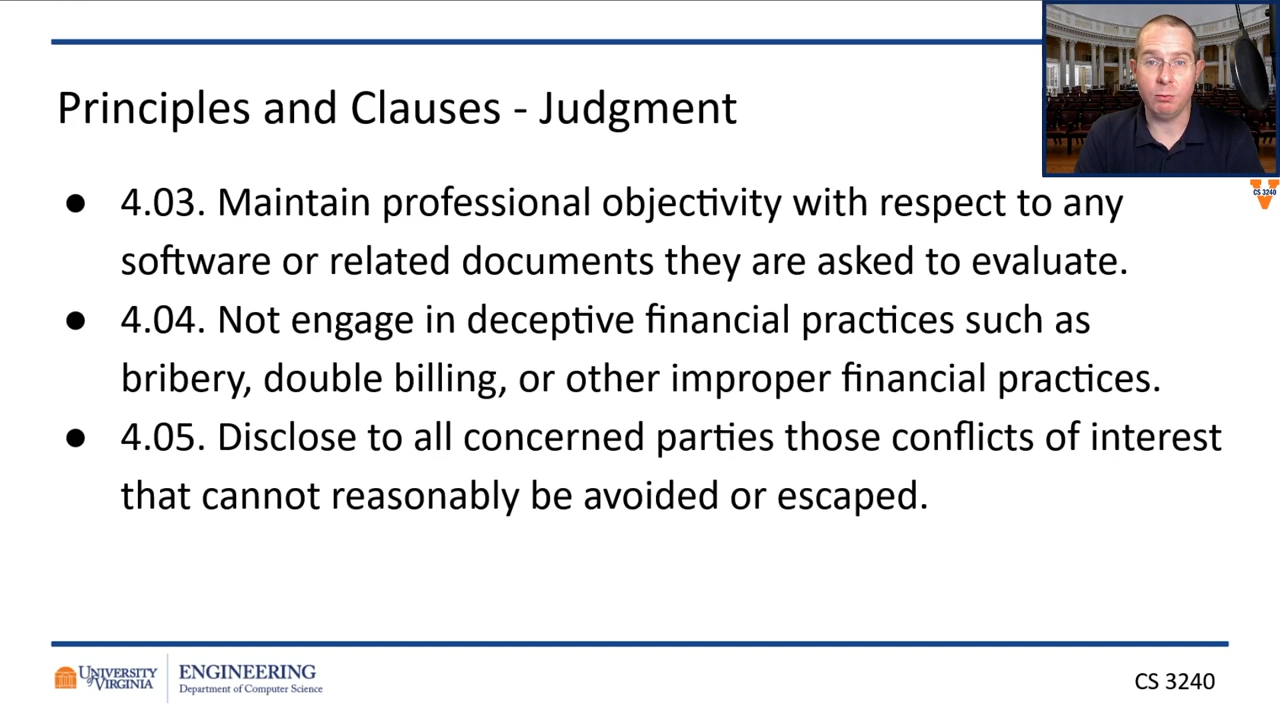 Principles and Clauses - Judgment
CS 3240
● 4.03. Maintain professional objectivity with respect to any
software or related documents they are asked to evaluate.
● 4.04. Not engage in deceptive financial practices such as
bribery, double billing, or other improper financial practices.
● 4.05. Disclose to all concerned parties those conflicts of interest
that cannot reasonably be avoided or escaped.
UNIVERSITY
of VIRGINIA
ENGINEERING
Department of Computer Science
CS 3240